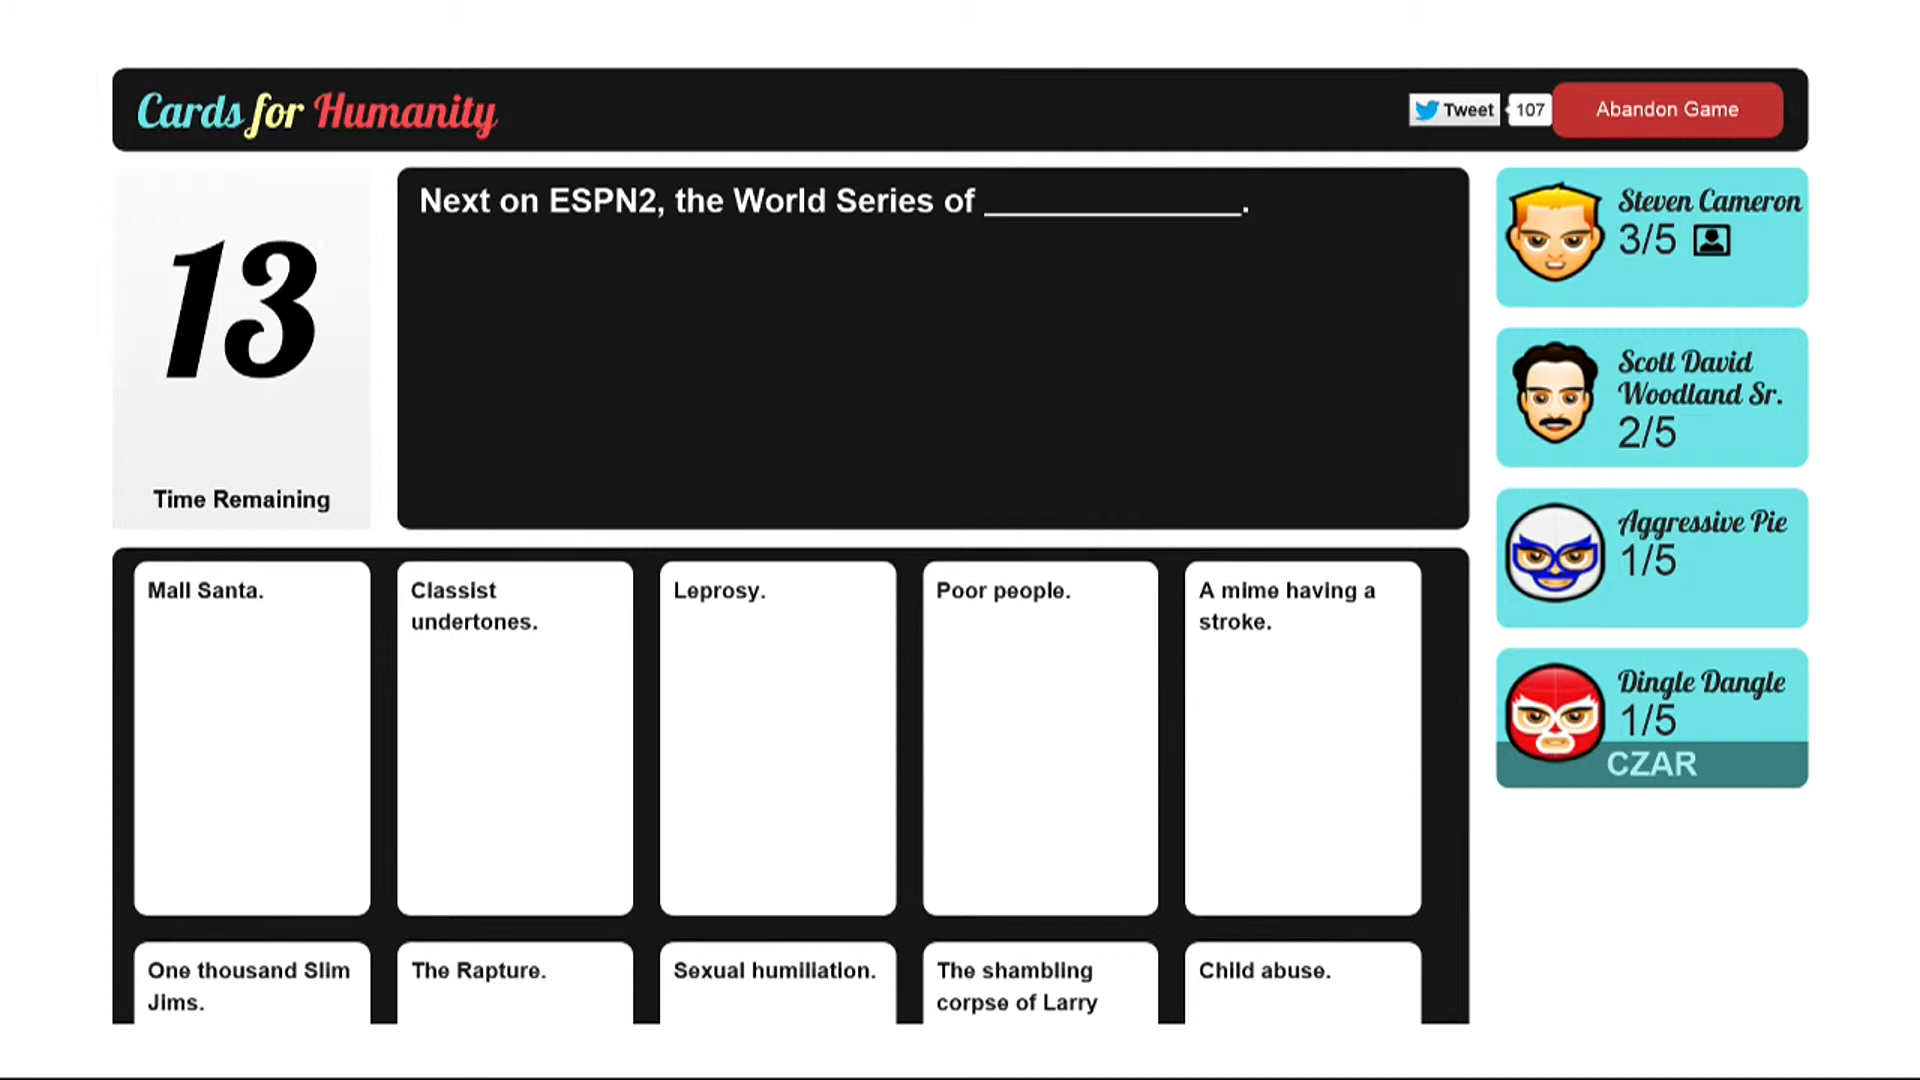 Cards for Humanity
Tweet 107 Abandon Game
13
Time Remaining
Next on ESPN2, the World Series of ______________.
Steven Cameron
3/5
Scott David
Woodland Sr.
2/5
Aggressive Pie
1/5
Dingle Dangle
1/5
CZAR
Mall Santa.
Classist
undertones.
Leprosy.
Poor people.
A mime having a
stroke.
One thousand Slim
Jims.
The Rapture.
Sexual humiliation.
The shambling
corpse of Larry
Child abuse.